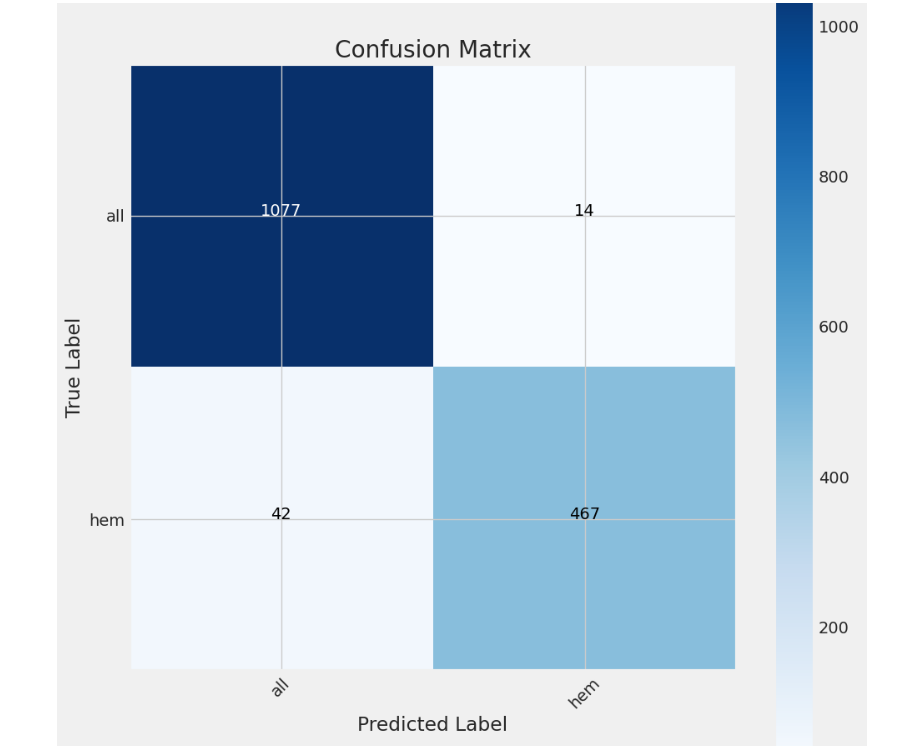 Confusion Matrix
1000
800
600
400
200
all
1077
14
hem
42
467
all
hem
True Label
Predicted Label